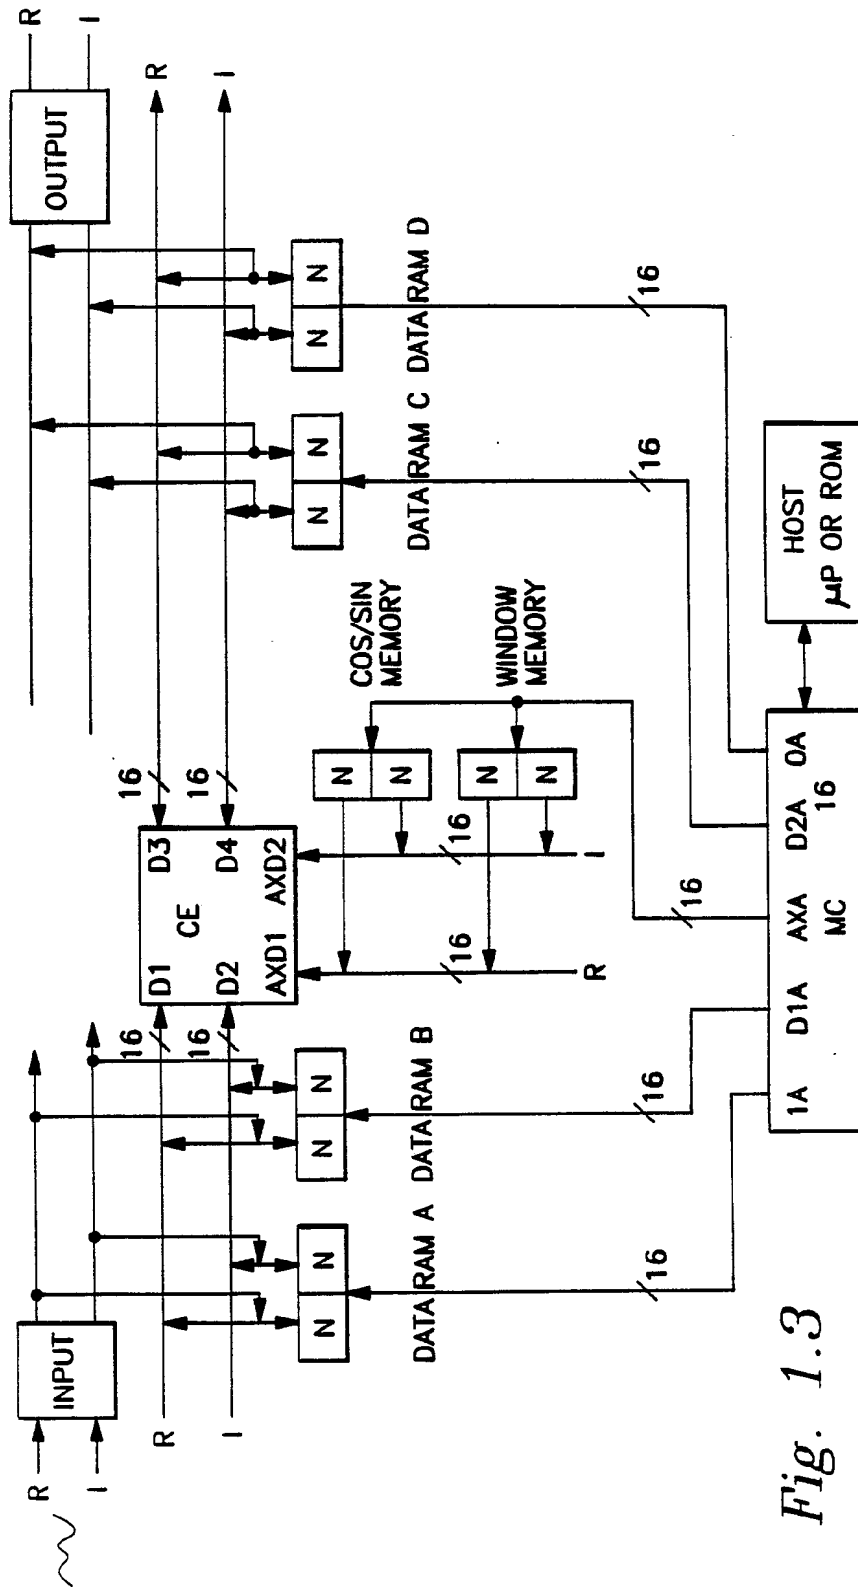 R
I
INPUT
OUTPUT
R
I
R
I
R
I
16
16
D1
D2
CE
D3
D4
AXD1
AXD2
16
16
N N
DATA RAM A
N N
DATA RAM B
16
16
R
I
N N
COS/SIN
MEMORY
N N
WINDOW
MEMORY
N N
DATA RAM C
N N
DATA RAM D
16
16
16
16
16
1A D1A AXA D2A OA
MC
16
HOST
µP OR ROM
Fig. 1.3